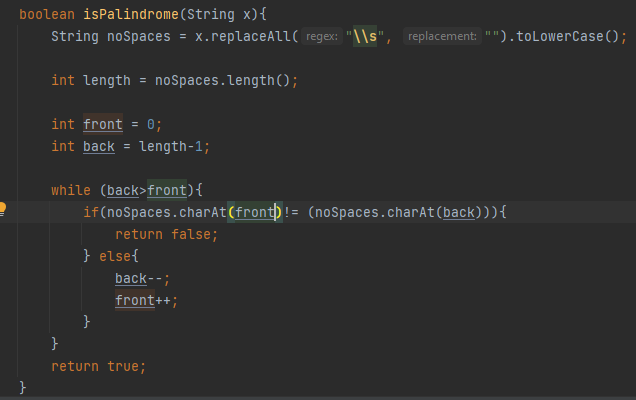 boolean isPalindrome(String x){
String noSpaces = x.replaceAll( regex: "\\s", replacement: "").toLowerCase();
int length = noSpaces.length();
int front = 0;
int back = length-1;
while (back>front){
if(noSpaces.charAt(front)!= (noSpaces.charAt(back))){
return false;
} else{
back--;
front++;
}
}
return true;
}